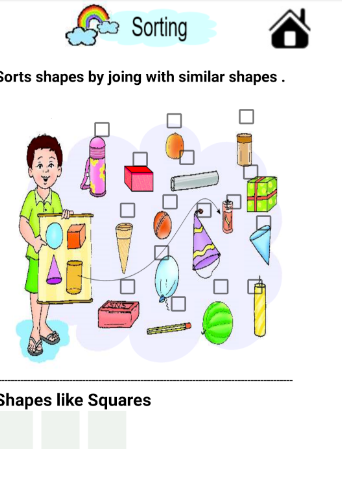 Sorting
Sorts shapes by joing with similar shapes .
Shapes like Squares